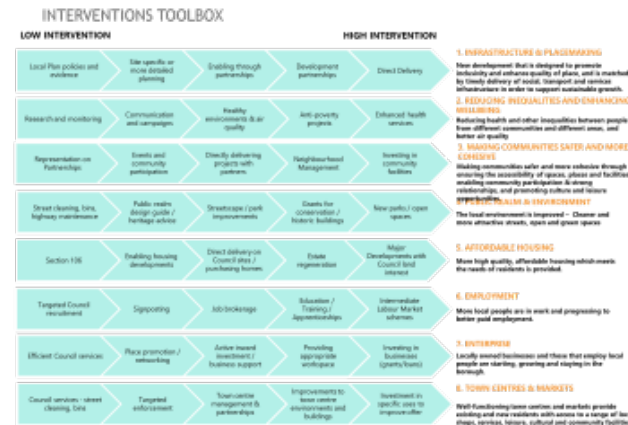 INTERVENTIONS TOOLBOX
LOW INTERVENTION
HIGH INTERVENTION
Local Plan policies and
evidence
Site specific or
more detailed
planning
Enabling through
partnerships
Development
partnerships
Direct Delivery
1. INFRASTRUCTURE & PLACEMAKING
New development that is designed to promote
inclusivity and enhance quality of place, and is matched
by timely delivery of social, transport and services
infrastructure in order to support sustainable growth.
Research and monitoring
Communication
and campaigns
Healthy
environments & air
quality
Anti-poverty
projects
Enhanced health
services
2. REDUCING INEQUALITIES AND ENHANCING
WELLBEING
Reducing health and other inequalities between people
from different communities and different areas, and
better air quality
Representation on
Partnerships
Events and
community
participation
Directly delivering
projects with
partners
Neighbourhood
Management
Investing in
community
facilities
3. MAKING COMMUNITIES SAFER AND MORE
COHESIVE
Making communities safer and more cohesive through
ensuring the accessibility of spaces, places and facilities
enabling community participation & strong
relationships, and promoting culture and leisure
opportunities.
Street cleaning, bins,
highway maintenance
Public realm
design guide /
heritage advice
Streetscape / park
improvements
Grants for
conservation /
historic buildings
New parks / open
spaces
REALM & ENVIRONMENT
The local environment is improved – Cleaner and
more attractive streets, open and green spaces
Section 106
Enabling housing
developments
Direct delivery on
Council sites /
purchasing homes
Estate
regeneration
Major
Developments with
Council land
interest
5. AFFORDABLE HOUSING
More high quality, affordable housing which meets
the needs of residents is provided.
Targeted Council
recruitment
Signposting
Job brokerage
Education /
Training /
Apprenticeships
Intermediate
Labour Market
schemes
6. EMPLOYMENT
More local people are in work and progressing to
better paid employment.
Efficient Council services
Place promotion /
networking
Active inward
investment /
business support
Providing
appropriate
workspace
Investing in
businesses
(grants/loans)
7. ENTERPRISE
Locally owned businesses and those that employ local
people are starting, growing and staying in the
borough.
Council services - street
cleaning, bins
Targeted
enforcement
Town centre
management &
partnerships
Improvements to
town centre
environments and
buildings
Investment in
specific uses to
improve offer
8. TOWN CENTRES & MARKETS
Well-functioning town centres and markets provide
existing and new residents with access to a range of
shops, services, leisure, cultural and community facilities